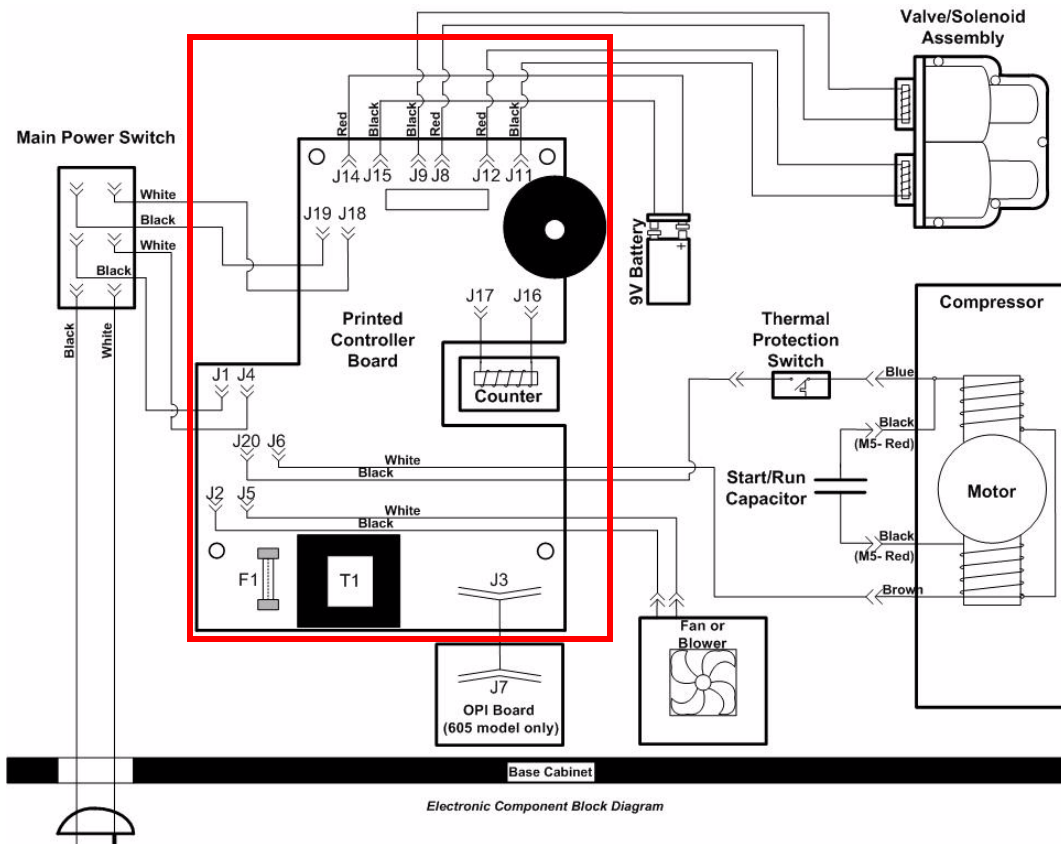 Valve/Solenoid
Assembly
Main Power Switch
Red
Black
Black
Red
Red
Black
J14
J15
J9
J8
J12
J11
White
Black
White
Black
J19
J18
9V Battery
+
J17
J16
Compressor
Printed
Controller
Board
Thermal
Protection
Switch
Black
White
J1
J4
Counter
Blue
Black
(M5- Red)
J20
J6
White
Black
Start/Run
Capacitor
Motor
J2
J5
White
Black
Black
(M5- Red)
F1
T1
J3
Brown
Fan or
Blower
J7
OPI Board
(605 model only)
Base Cabinet
Electronic Component Block Diagram